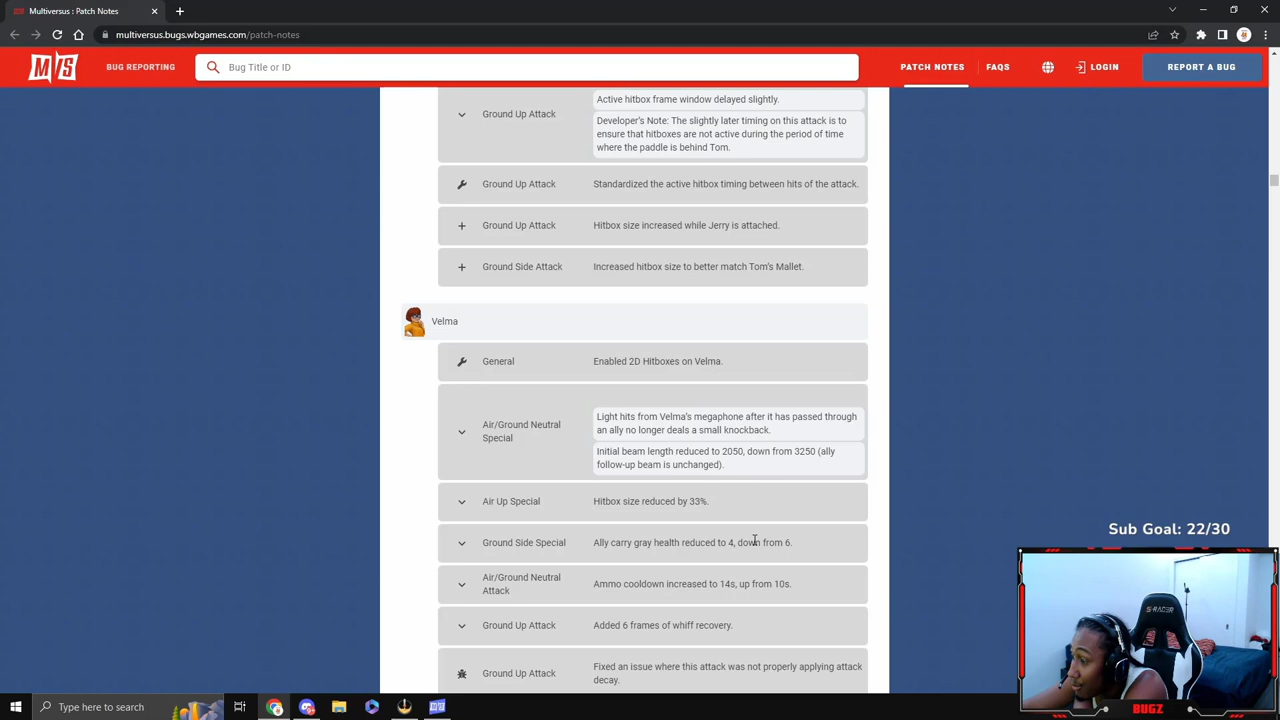 Multiversus : Patch Notes
multiversus.bugs.wbgames.com/patch-notes
M/S
BUG REPORTING
Bug Title or ID
PATCH NOTES
FAQS
LOGIN
REPORT A BUG
Ground Up Attack
Active hitbox frame window delayed slightly.
Developer's Note: The slightly later timing on this attack is to
ensure that hitboxes are not active during the period of time
where the paddle is behind Tom.
Ground Up Attack
Standardized the active hitbox timing between hits of the attack.
Ground Up Attack
Hitbox size increased while Jerry is attached.
Ground Side Attack
Increased hitbox size to better match Tom's Mallet.
Velma
General
Enabled 2D Hitboxes on Velma.
Air/Ground Neutral
Special
Light hits from Velma's megaphone after it has passed through
an ally no longer deals a small knockback.
Initial beam length reduced to 2050, down from 3250 (ally
follow-up beam is unchanged).
Air Up Special
Hitbox size reduced by 33%.
Ground Side Special
Ally carry gray health reduced to 4, down from 6.
Air/Ground Neutral
Attack
Ammo cooldown increased to 14s, up from 10s.
Ground Up Attack
Added 6 frames of whiff recovery.
Ground Up Attack
Fixed an issue where this attack was not properly applying attack
decay.
Sub Goal: 22/30
S-RACER
BUGZ
Type here to search